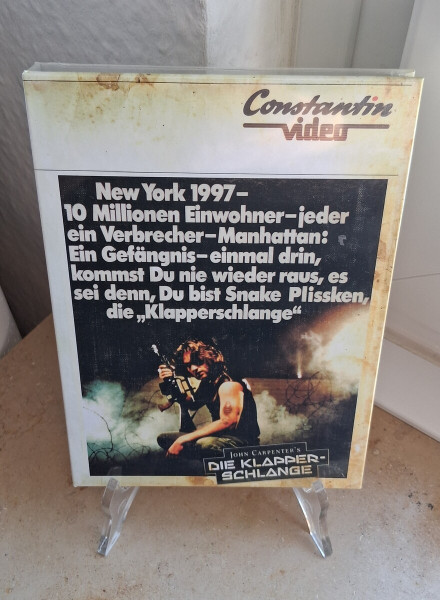 Constantin
video
New York 1997–
10 Millionen Einwohner–jeder
ein Verbrecher–Manhattan:
Ein Gefängnis–einmal drin,
kommst Du nie wieder raus, es
sei denn, Du bist Snake Plissken,
die „Klapperschlange“
JOHN CARPENTER'S
DIE KLAPPER-
SCHLANGE